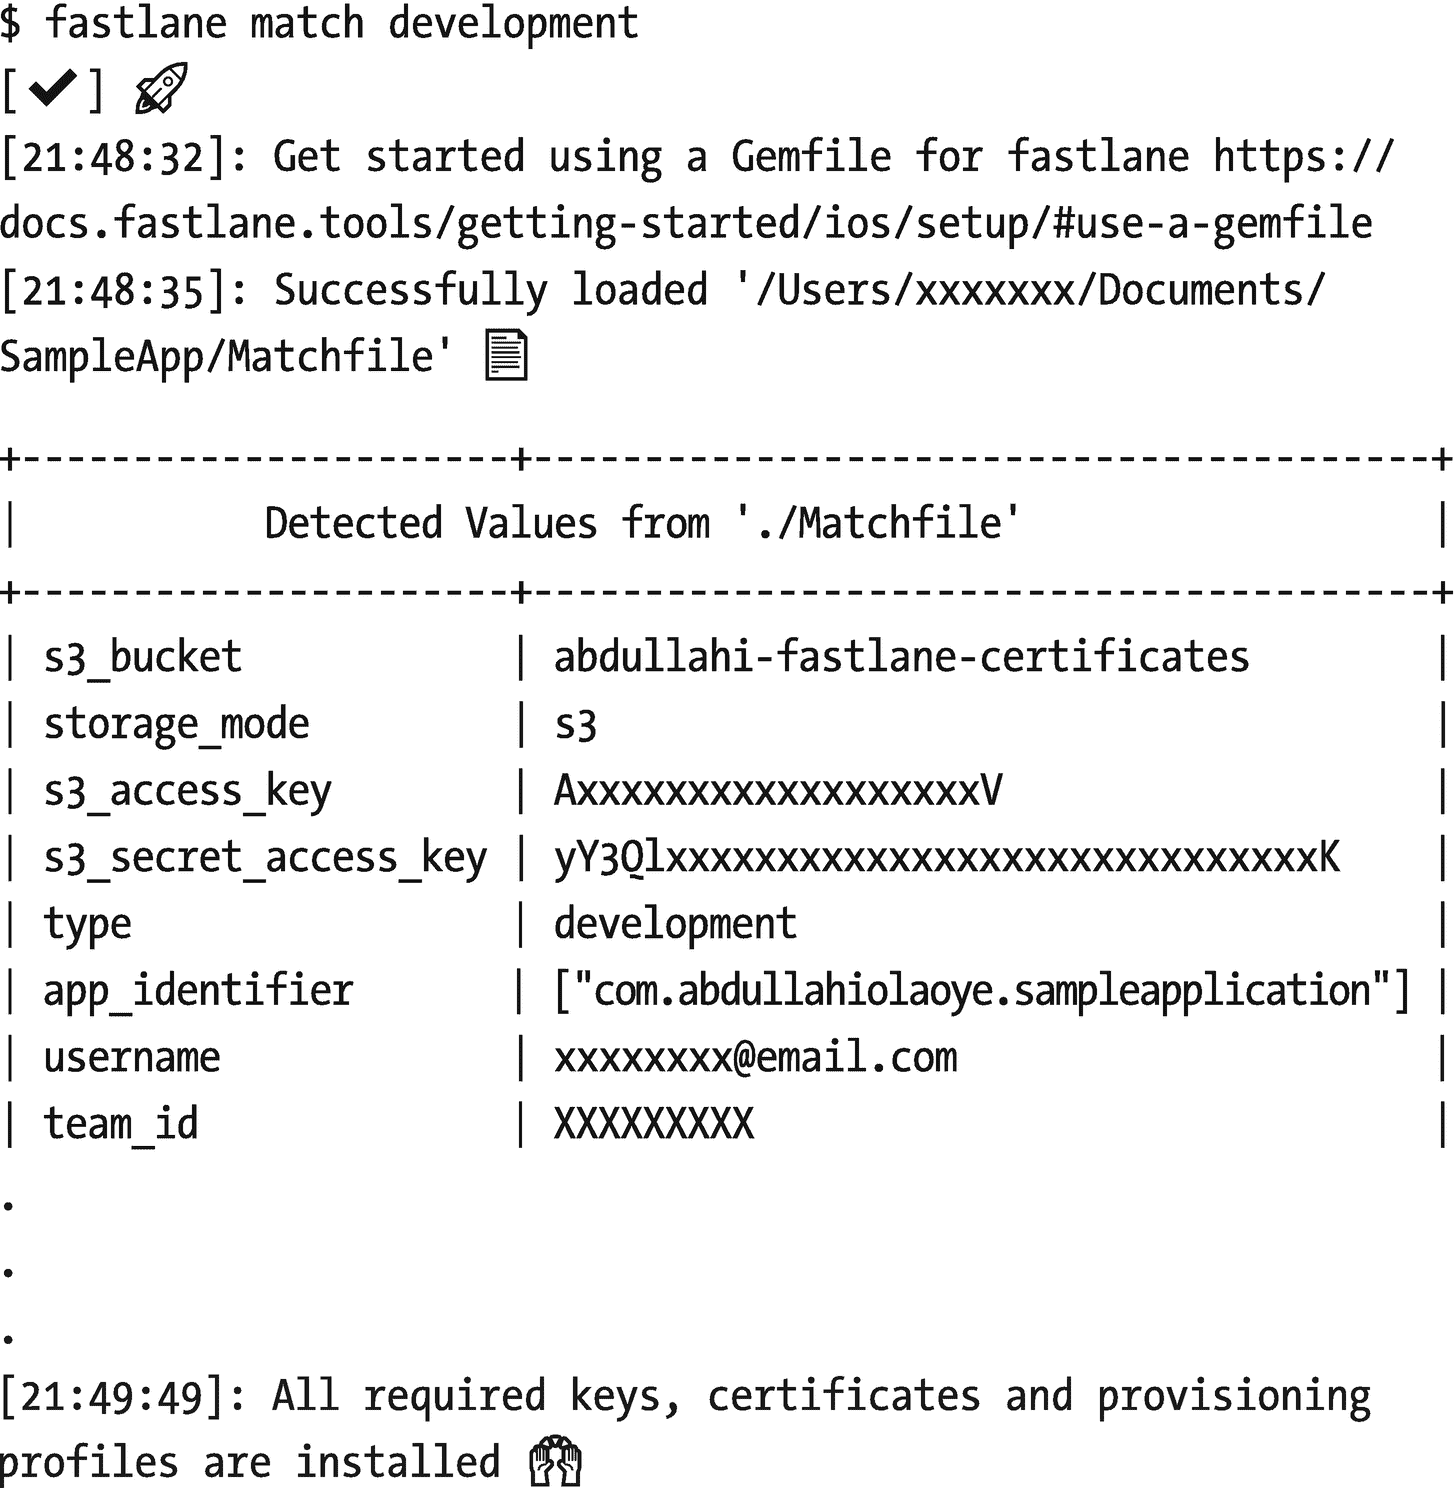 $ fastlane match development
[✔] 🚀
[21:48:32]: Get started using a Gemfile for fastlane https://
docs.fastlane.tools/getting-started/ios/setup/#use-a-gemfile
[21:48:35]: Successfully loaded '/Users/xxxxxxx/Documents/
SampleApp/Matchfile' 📄
+----------------------+---------------------------------------+
| Detected Values from './Matchfile' |
+----------------------+---------------------------------------+
| s3_bucket | abdullahi-fastlane-certificates |
| storage_mode | s3 |
| s3_access_key | AxxxxxxxxxxxxxxxxxxV |
| s3_secret_access_key | yY3QlxxxxxxxxxxxxxxxxxxxxxxxxxxxxxK |
| type | development |
| app_identifier | ["com.abdullahiolaoye.sampleapplication"] |
| username | xxxxxxxx@email.com |
| team_id | XXXXXXXXX |
.
.
.
[21:49:49]: All required keys, certificates and provisioning
profiles are installed 🙌